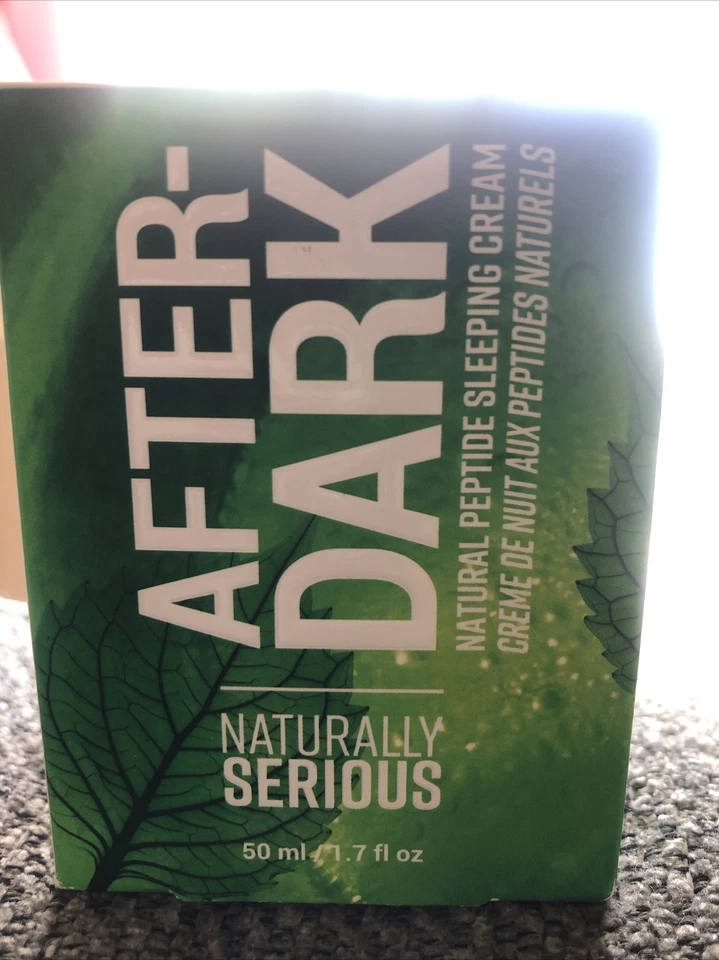 AFTER-
DARK
NATURAL PEPTIDE SLEEPING CREAM
CRÈME DE NUIT AUX PEPTIDES NATURELS
NATURALLY
SERIOUS
50 ml / 1.7 fl oz